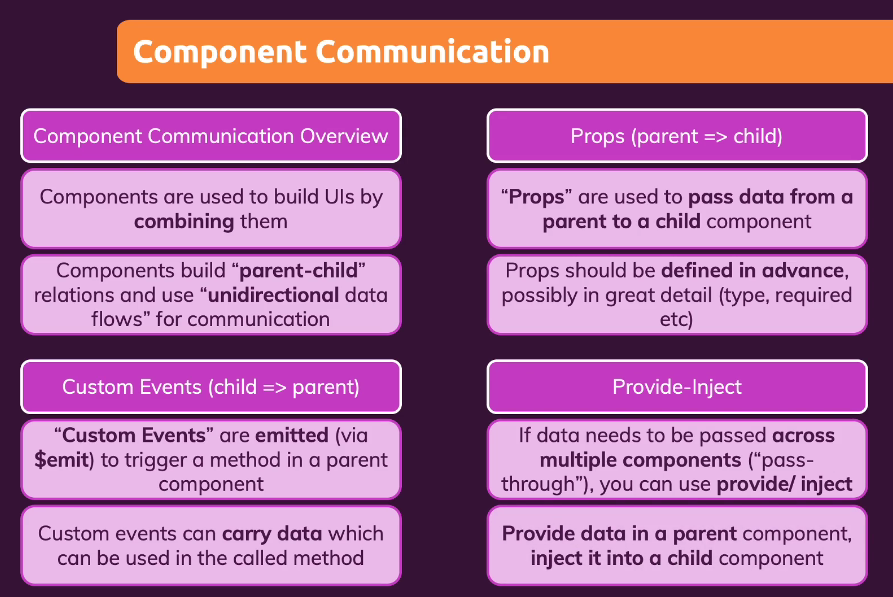 Component Communication
Component Communication Overview
Components are used to build UIs by
combining them
Components build “parent-child”
relations and use “unidirectional data
flows” for communication
Props (parent => child)
“Props” are used to pass data from a
parent to a child component
Props should be defined in advance,
possibly in great detail (type, required
etc)
Custom Events (child => parent)
“Custom Events” are emitted (via
$emit) to trigger a method in a parent
component
Custom events can carry data which
can be used in the called method
Provide-Inject
If data needs to be passed across
multiple components (“pass-
through”), you can use provide/ inject
Provide data in a parent component,
inject it into a child component